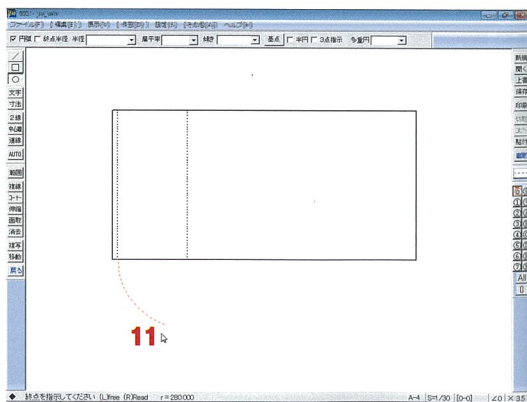 ファイル[F] [編集(E)] 表示[V] [作図(D)] 設定[S] [その他(A)] ヘルプ[H]
円弧 終点半径 半径 扁平率 傾き 基点 半円 3点指示 多重円
文字
寸法
2線
中心線
連線
AUTO
範囲
複線
コーナー
伸縮
面取
消去
複写
移動
戻る
新規
開く
上書
保存
印刷
切取
貼付
All
0
11
終点を指示してください (L)free (R)Read r = 280.000
A-4 S=1/30 [0-0] ∠0 × 3.5